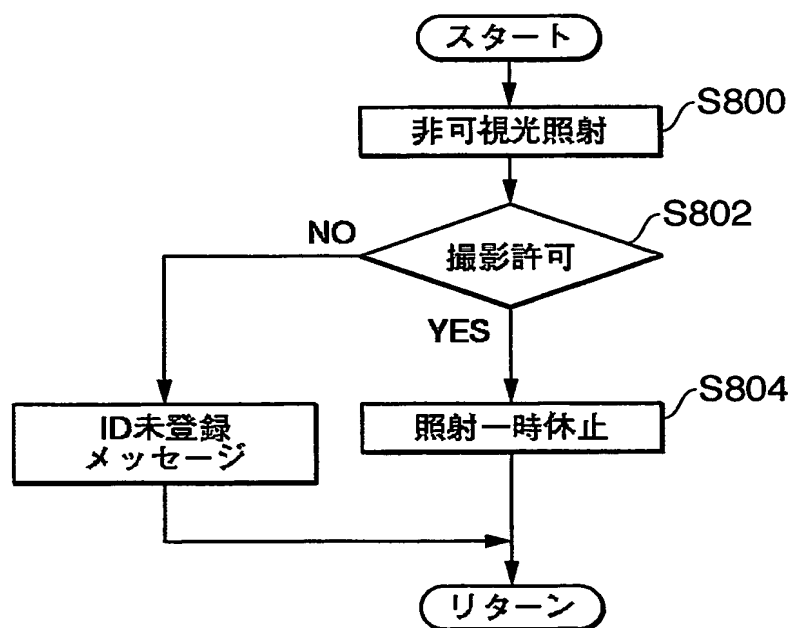 スタート
S800
非可視光照射
S802
撮影許可
NO
YES
S804
ID未登録
メッセージ
照射一時休止
リターン